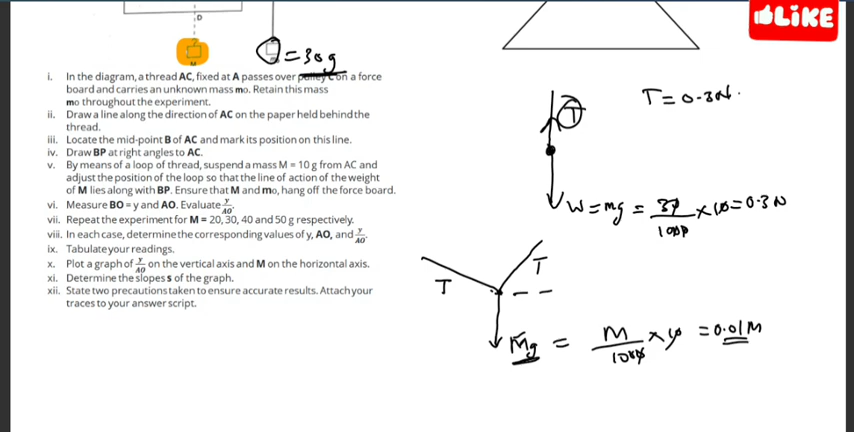 LIKE
D
M
= 30g
i. In the diagram, a thread AC, fixed at A passes over pulley C on a force
board and carries an unknown mass mo. Retain this mass
mo throughout the experiment.
ii. Draw a line along the direction of AC on the paper held behind the
thread.
iii. Locate the mid-point B of AC and mark its position on this line.
iv. Draw BP at right angles to AC.
v. By means of a loop of thread, suspend a mass M = 10 g from AC and
adjust the position of the loop so that the line of action of the weight
of M lies along with BP. Ensure that M and mo, hang off the force board.
vi. Measure BO = y and AO. Evaluate y/AO.
vii. Repeat the experiment for M = 20, 30, 40 and 50 g respectively.
viii. In each case, determine the corresponding values of y, AO, and y/AO.
ix. Tabulate your readings.
x. Plot a graph of y/AO on the vertical axis and M on the horizontal axis.
xi. Determine the slopes s of the graph.
xii. State two precautions taken to ensure accurate results. Attach your
traces to your answer script.
T = 0.3N.
T
W = mg = 30/1000 × 10 = 0.3 N
T
T
Mg = M/1000 × 10 = 0.01M